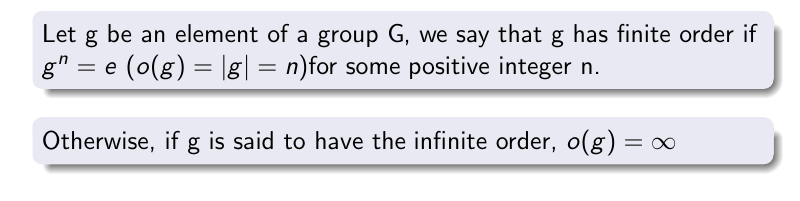 Let g be an element of a group G, we say that g has finite order if
gⁿ = e (o(g) = |g| = n)for some positive integer n.
Otherwise, if g is said to have the infinite order, o(g) = ∞